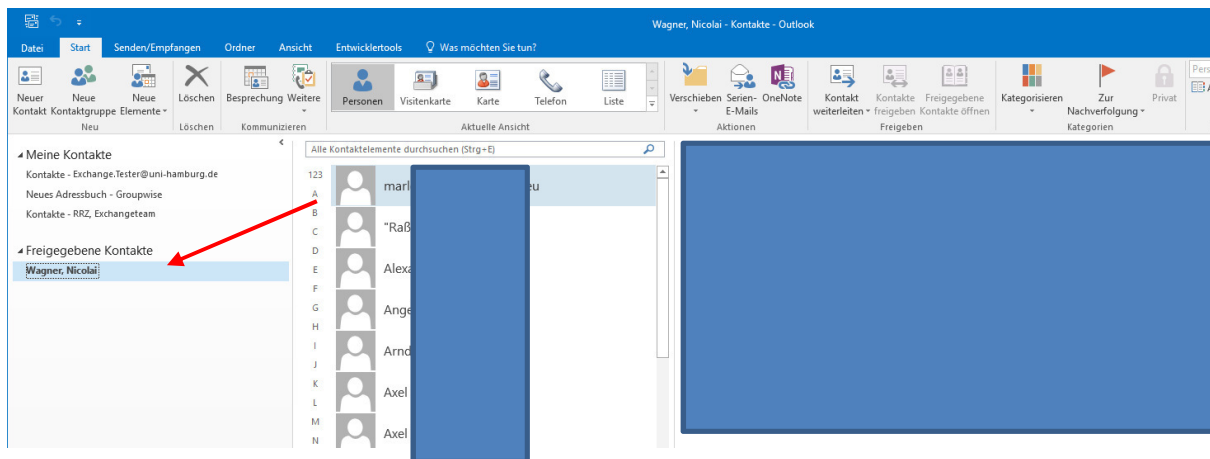 Wagner, Nicolai - Kontakte - Outlook
Datei Start Senden/Empfangen Ordner Ansicht Entwicklertools Was möchten Sie tun?
Neuer Kontakt
Neue Kontaktgruppe
Neue Elemente
Löschen
Besprechung
Weitere
Personen
Visitenkarte
Karte
Telefon
Liste
Verschieben
Serien-E-Mails
OneNote
Kontakt weiterleiten
Kontakte freigeben
Freigegebene Kontakte öffnen
Kategorisieren
Zur Nachverfolgung
Privat
Neu Löschen Kommunizieren Aktuelle Ansicht Aktionen Freigeben Kategorien
Meine Kontakte
Kontakte - Exchange.Tester@uni-hamburg.de
Neues Adressbuch - Groupwise
Kontakte - RRZ, Exchangeteam
Freigegebene Kontakte
Wagner, Nicolai
Alle Kontaktelemente durchsuchen (Strg+E)
123
A
B
C
D
E
F
G
H
I
J
K
L
M
N
"Raß
Alexa
Ange
Arnd
Axel
Axel